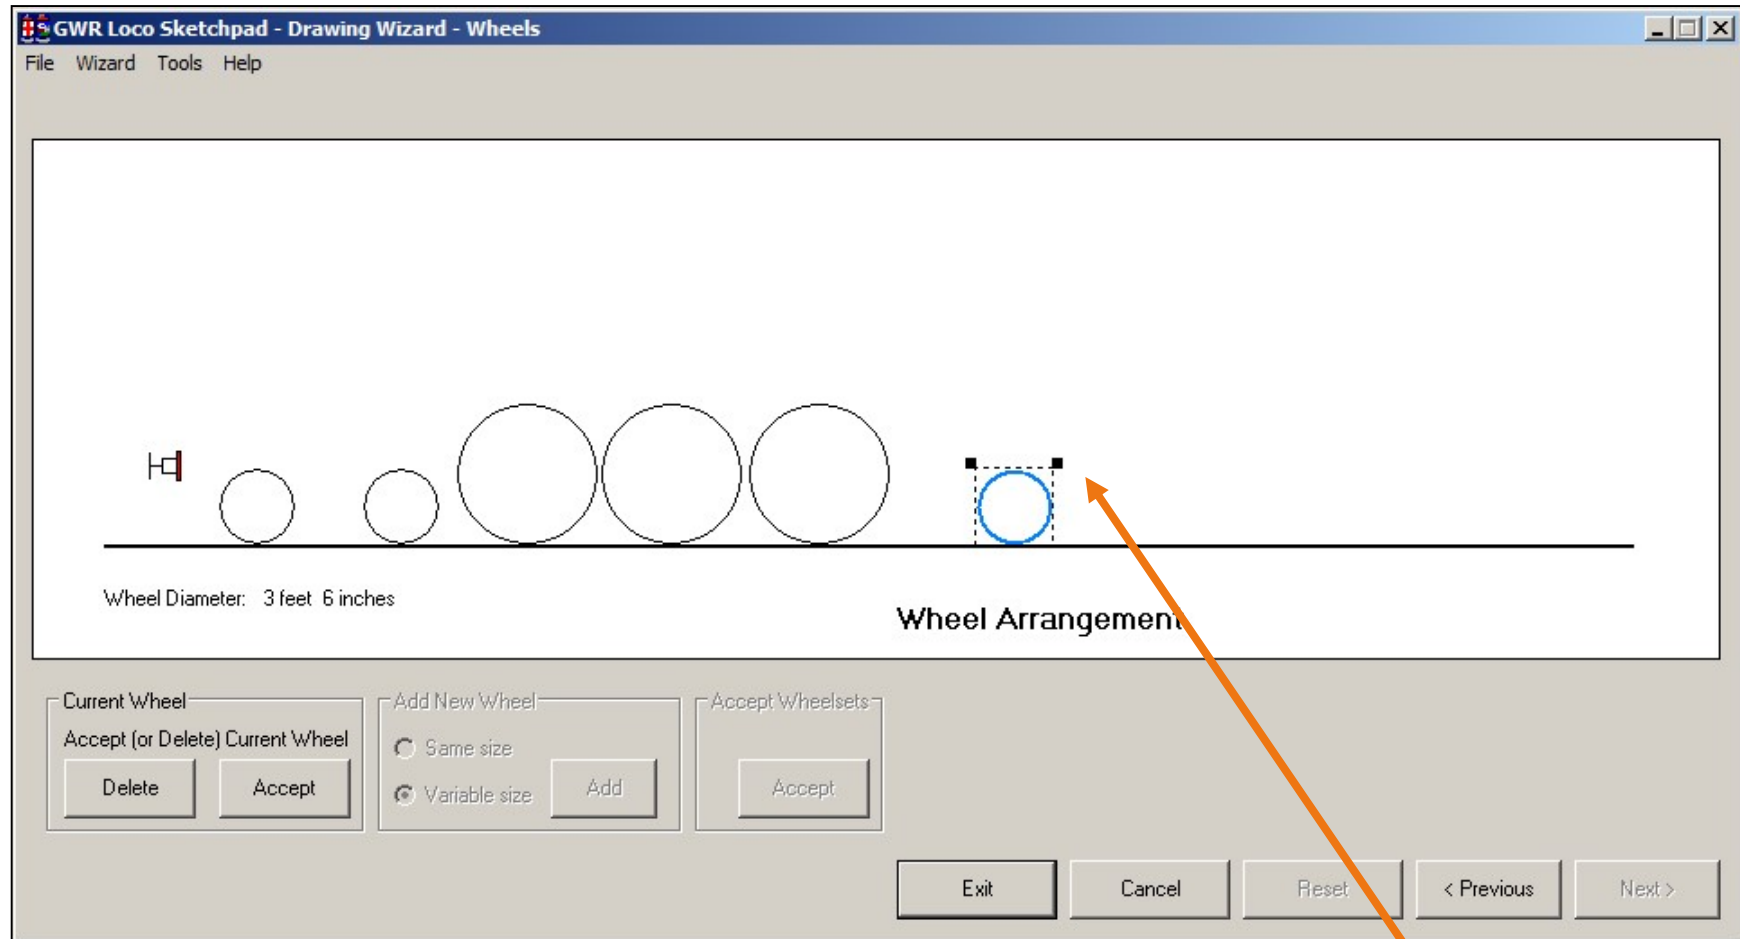 GWR Loco Sketchpad - Drawing Wizard - Wheels
File Wizard Tools Help
Wheel Diameter: 3 feet 6 inches
Wheel Arrangement
Current Wheel
Accept (or Delete) Current Wheel
Delete Accept
Add New Wheel
Same size
Variable size
Add
Accept Wheelsets
Accept
Exit Cancel Reset < Previous Next >